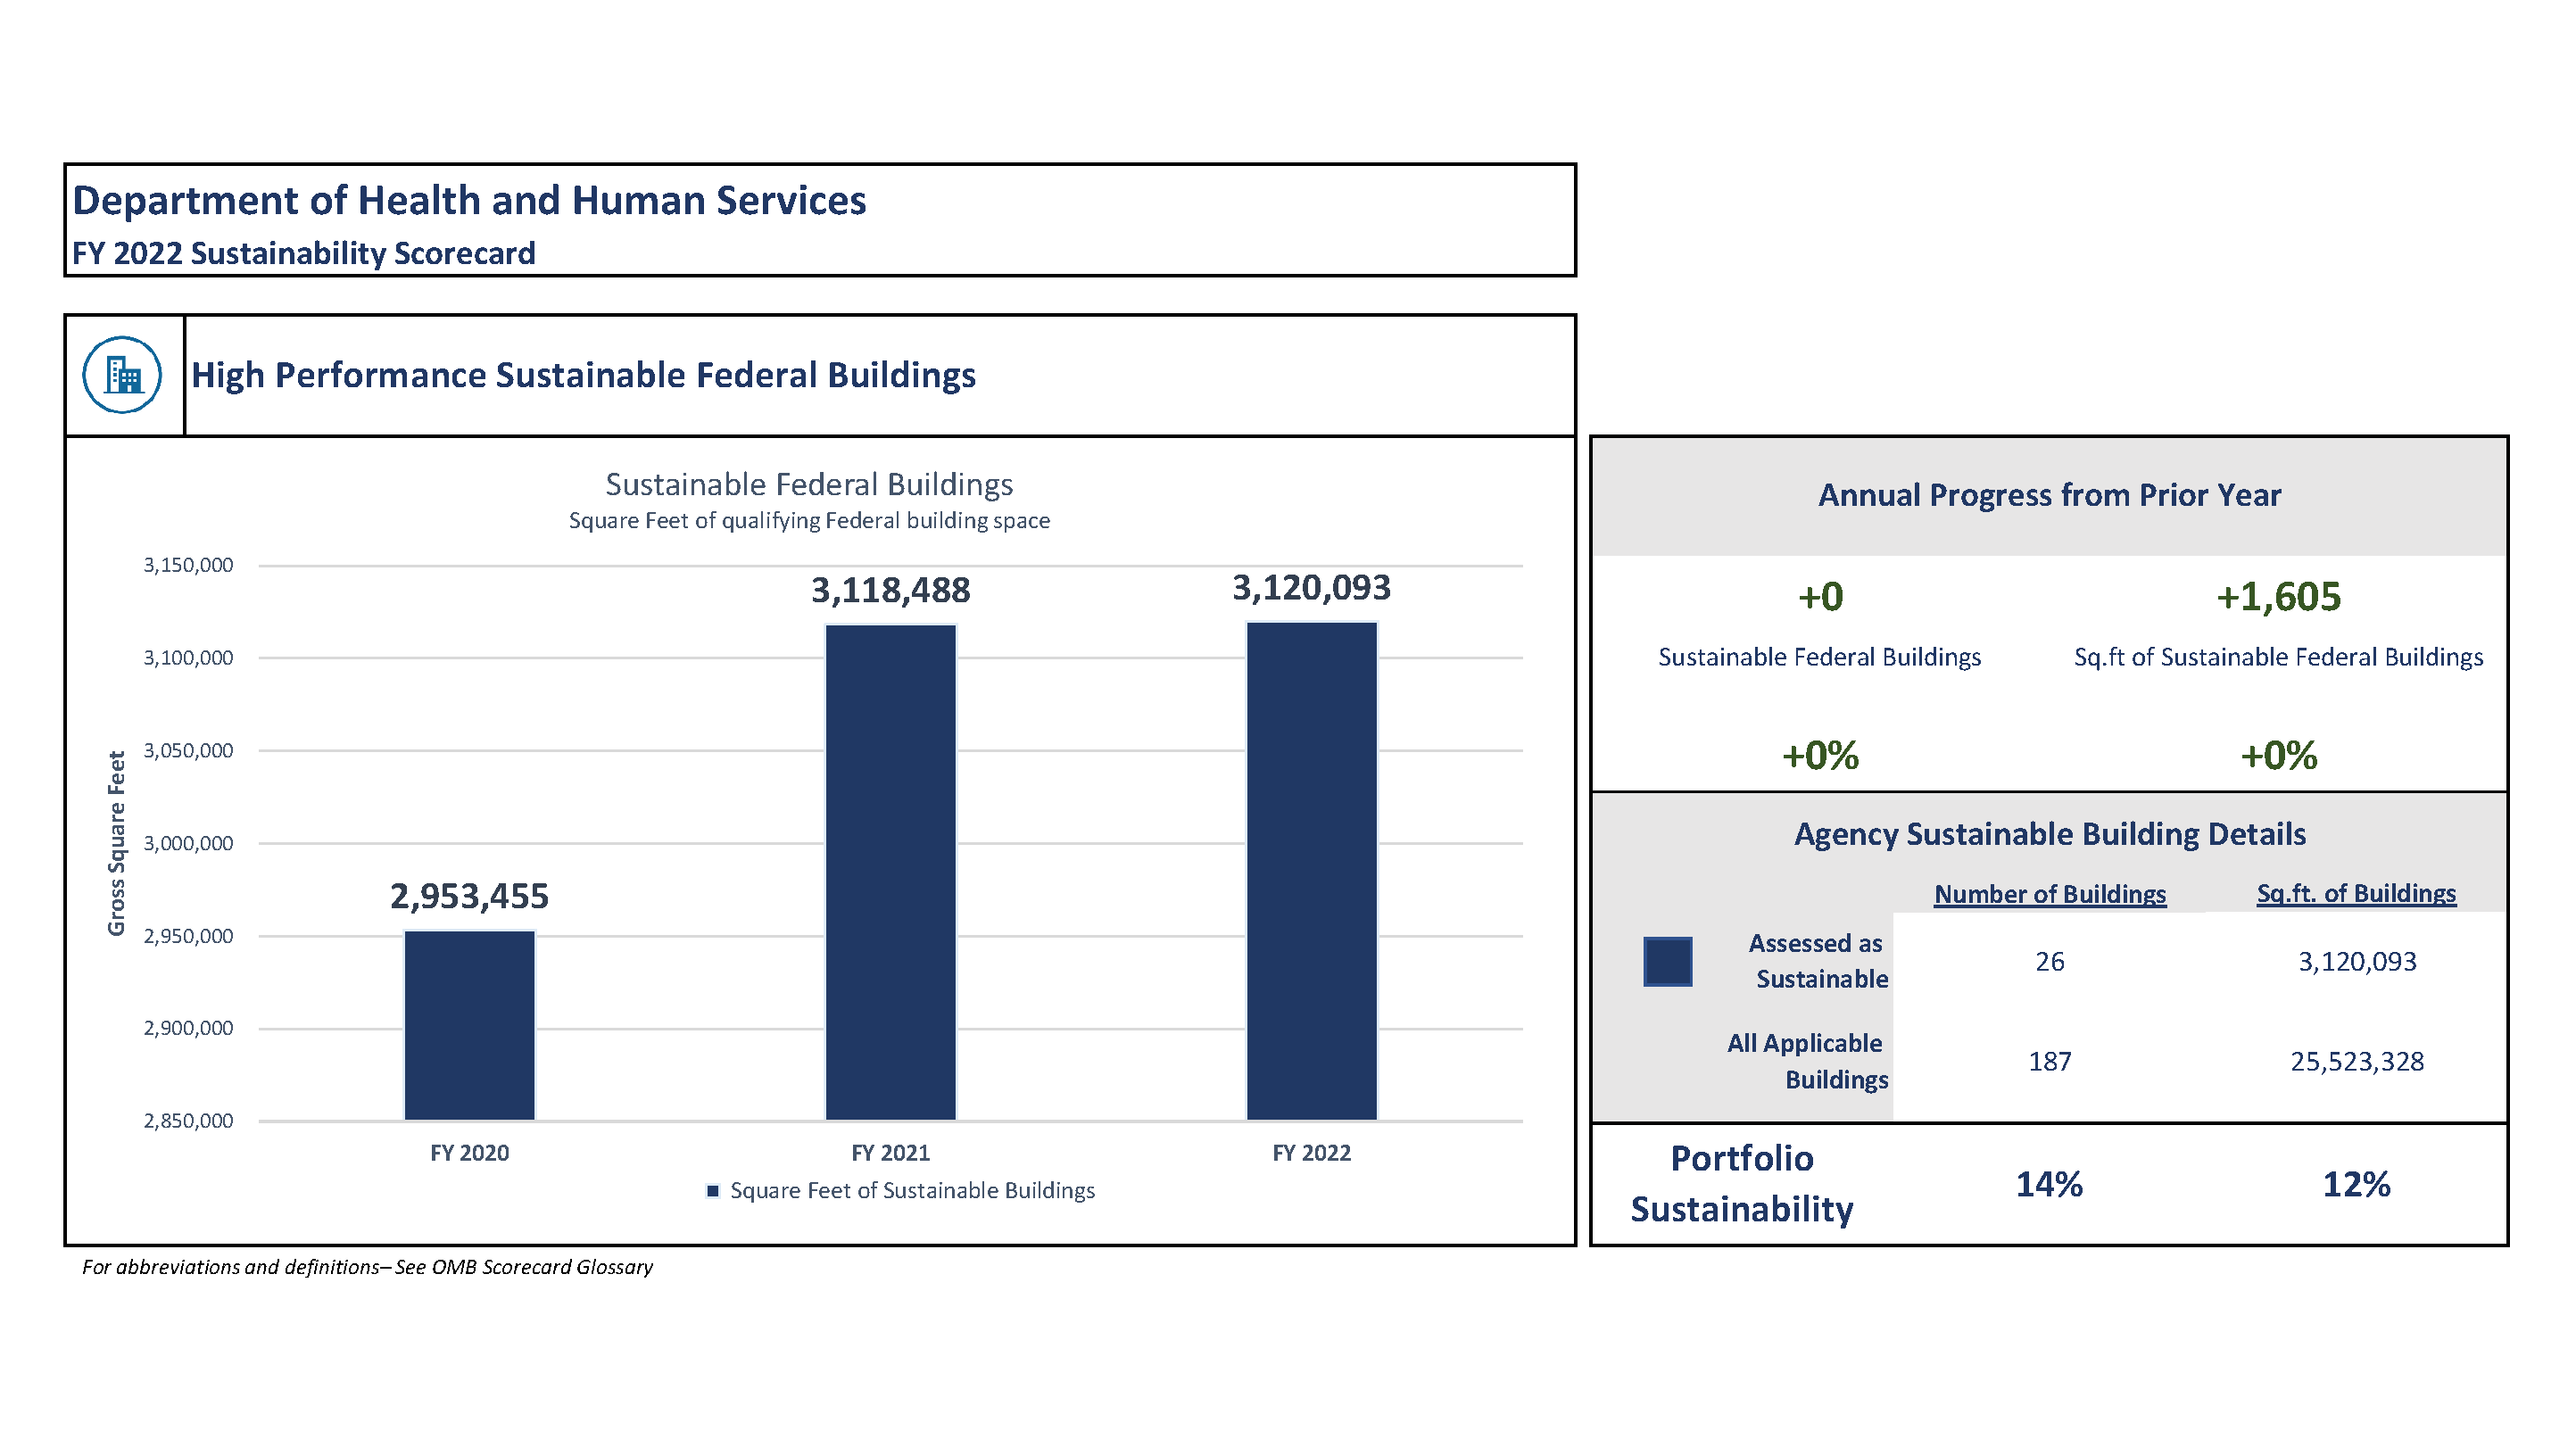 Department of Health and Human Services
FY 2022 Sustainability Scorecard
High Performance Sustainable Federal Buildings
Sustainable Federal Buildings
Square Feet of qualifying Federal building space
Gross Square Feet
3,150,000
3,100,000
3,050,000
3,000,000
2,950,000
2,900,000
2,850,000
2,953,455
3,118,488
3,120,093
FY 2020
FY 2021
FY 2022
Square Feet of Sustainable Buildings
For abbreviations and definitions– See OMB Scorecard Glossary
Annual Progress from Prior Year
+0
+1,605
Sustainable Federal Buildings
Sq.ft of Sustainable Federal Buildings
+0%
+0%
Agency Sustainable Building Details
Number of Buildings
Sq.ft. of Buildings
Assessed as
Sustainable
26
3,120,093
All Applicable
Buildings
187
25,523,328
Portfolio
Sustainability
14%
12%